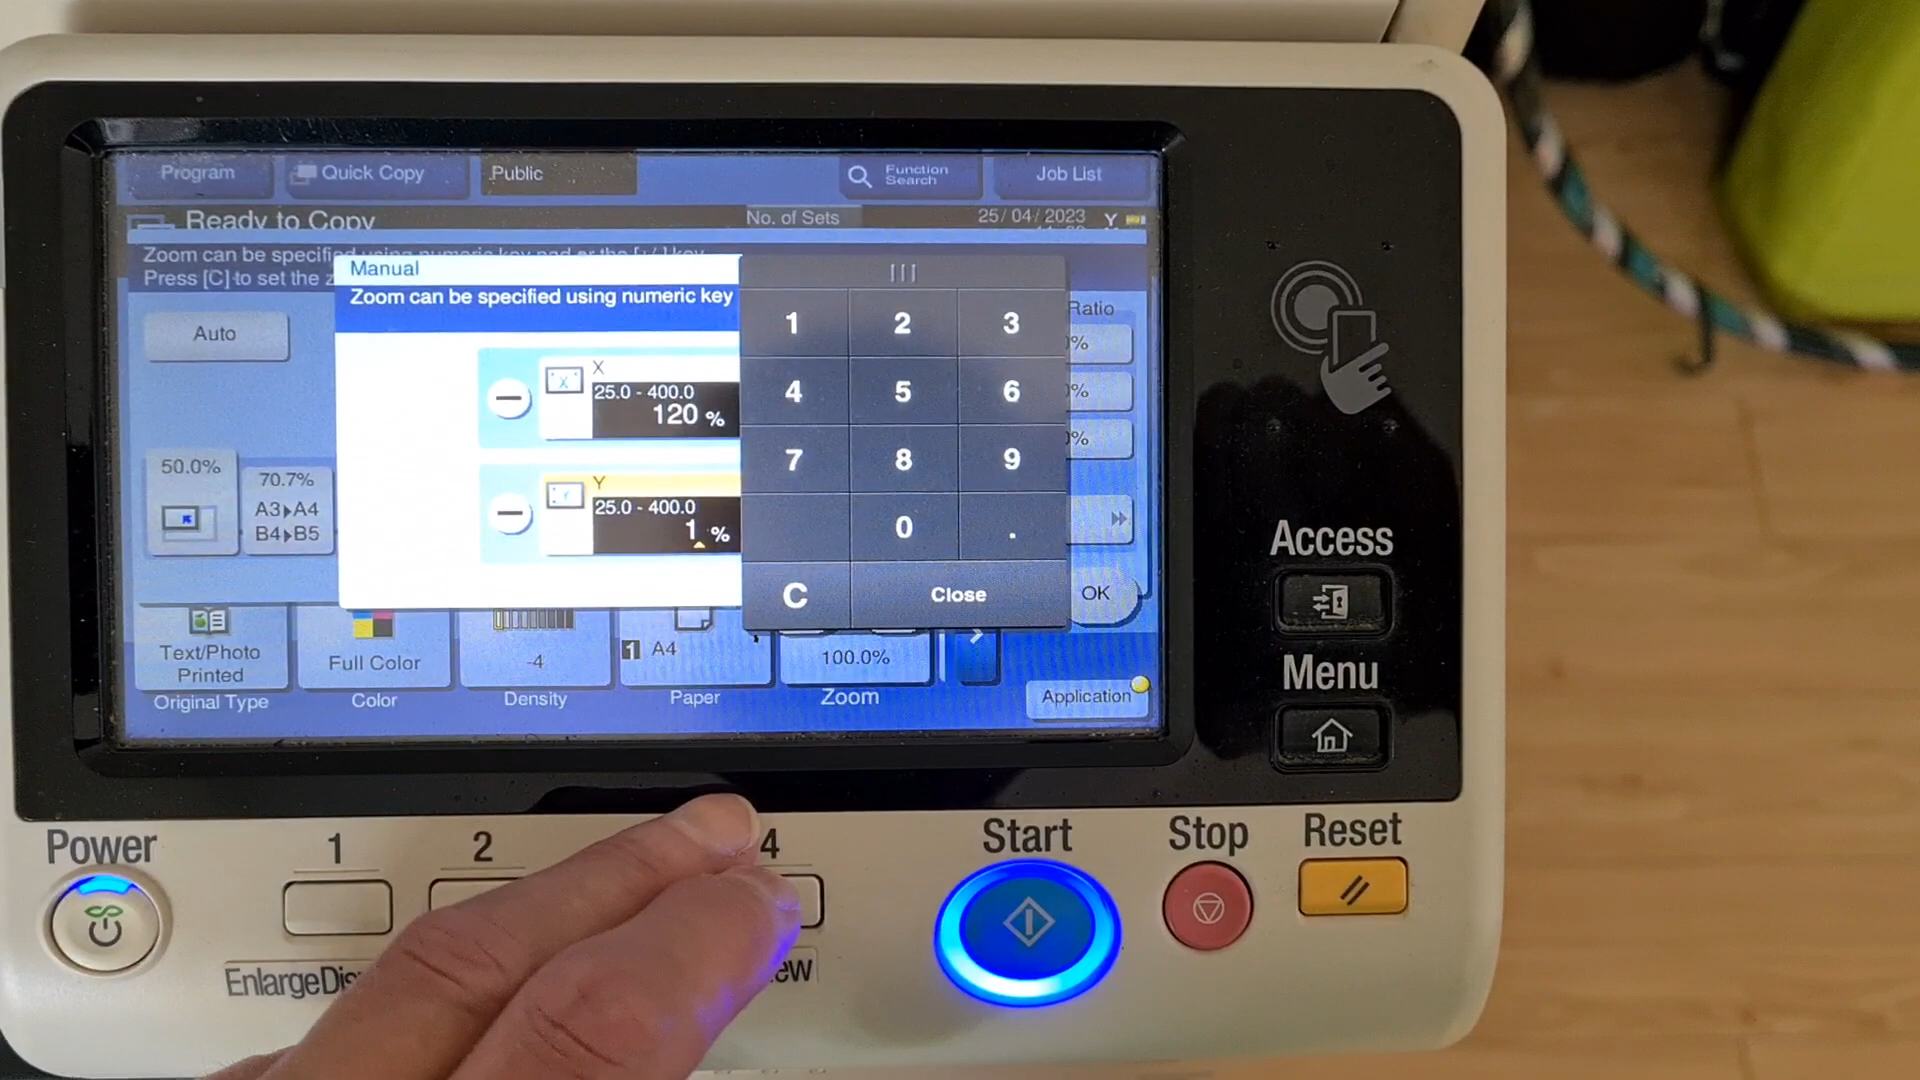 Program
Quick Copy
Public
Function
Search
Job List
Ready to Copy
No. of Sets
25/04/2023
Y
Zoom can be specified using numeric key pad or the [+/-] key.
Press [C] to set the z
Manual
Zoom can be specified using numeric key
Auto
X
25.0 - 400.0
120 %
Y
25.0 - 400.0
1 %
1
2
3
4
5
6
7
8
9
0
.
C
Close
Ratio
%
%
%
OK
50.0%
70.7%
A3▸A4
B4▸B5
Text/Photo
Printed
Original Type
Full Color
Color
-4
Density
1 A4
Paper
100.0%
Zoom
Application
Access
Menu
Power
1
2
4
Start
Stop
Reset
EnlargeDis
ew